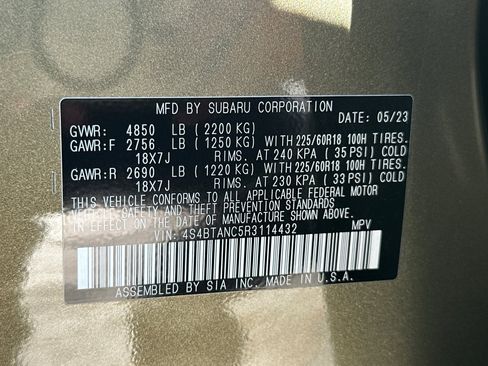 MFD BY SUBARU CORPORATION
DATE: 05/23
GVWR: 4850 LB (2200 KG)
GAWR:F 2756 LB (1250 KG) WITH 225/60R18 100H TIRES.
18X7J RIMS. AT 240 KPA (35 PSI) COLD
GAWR:R 2690 LB (1220 KG) WITH 225/60R18 100H TIRES.
18X7J RIMS. AT 230 KPA (33 PSI) COLD
THIS VEHICLE CONFORMS TO ALL APPLICABLE FEDERAL MOTOR
VEHICLE SAFETY AND THEFT PREVENTION STANDARDS
IN EFFECT ON THE DATE OF MANUFACTURE SHOWN ABOVE.
VIN: 4S4BTANC5R3114432 MPV
ASSEMBLED BY SIA INC. MADE IN U.S.A.